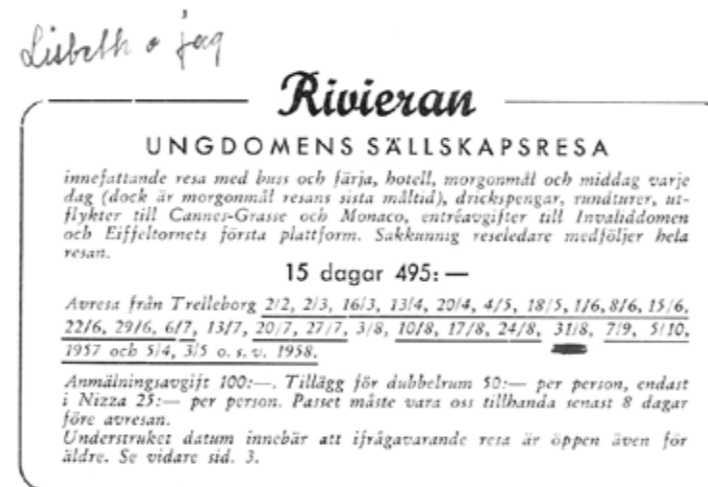 Lisbeth o jag
Rivieran
UNGDOMENS SÄLLSKAPSRESA
innefattande resa med buss och färja, hotell, morgonmål och middag varje
dag (dock är morgonmål resans sista måltid), drickspengar, rundturer, ut-
flykter till Cannes-Grasse och Monaco, entréavgifter till Invaliddomen
och Eiffeltornets första plattform. Sakkunnig reseledare medföljer hela
resan.
15 dagar 495:—
Avresa från Trelleborg 2/2, 2/3, 16/3, 13/4, 20/4, 4/5, 18/5, 1/6, 8/6, 15/6,
22/6, 29/6, 6/7, 13/7, 20/7, 27/7, 3/8, 10/8, 17/8, 24/8, 31/8, 7/9, 5/10,
1957 och 5/4, 3/5 o. s. v. 1958.
Anmälningsavgift 100:—. Tillägg för dubbelrum 50:— per person, endast
i Nizza 25:— per person. Passet måste vara oss tillhanda senast 8 dagar
före avresan.
Understruket datum innebär att ifrågavarande resa är öppen även för
äldre. Se vidare sid. 3.